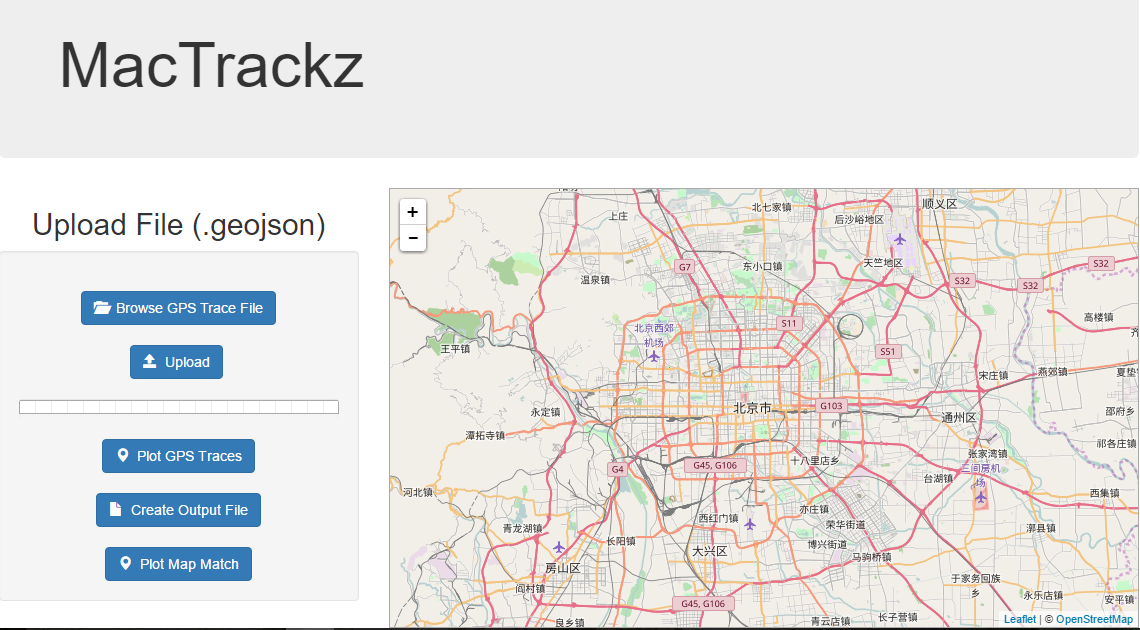 MacTrackz
Upload File (.geojson)
Browse GPS Trace File
Upload
Plot GPS Traces
Create Output File
Plot Map Match
+
−
上庄
北七家镇
后沙峪地区
顺义区
G7
东小口镇
天竺地区
S32
温泉镇
S32
S32
北京西郊
机场
S11
高楼镇
王平镇
S51
宋庄镇
燕郊镇
永定镇
北京市
G103
通州区
邵府乡
潭拓寺镇
祁各庄镇
G4
G45, G106
十八里店乡
张家湾镇
三间房机
场
台湖镇
河北镇
西集镇
亦庄镇
青龙湖镇
西红门镇
荣华街道
漷县镇
长阳镇
大兴区
博兴街道
马驹桥镇
房山区
阎村镇
于家务回族
乡
永乐店镇
安平镇
G45, G106
良乡镇
青云店镇
长子营镇
Leaflet | © OpenStreetMap